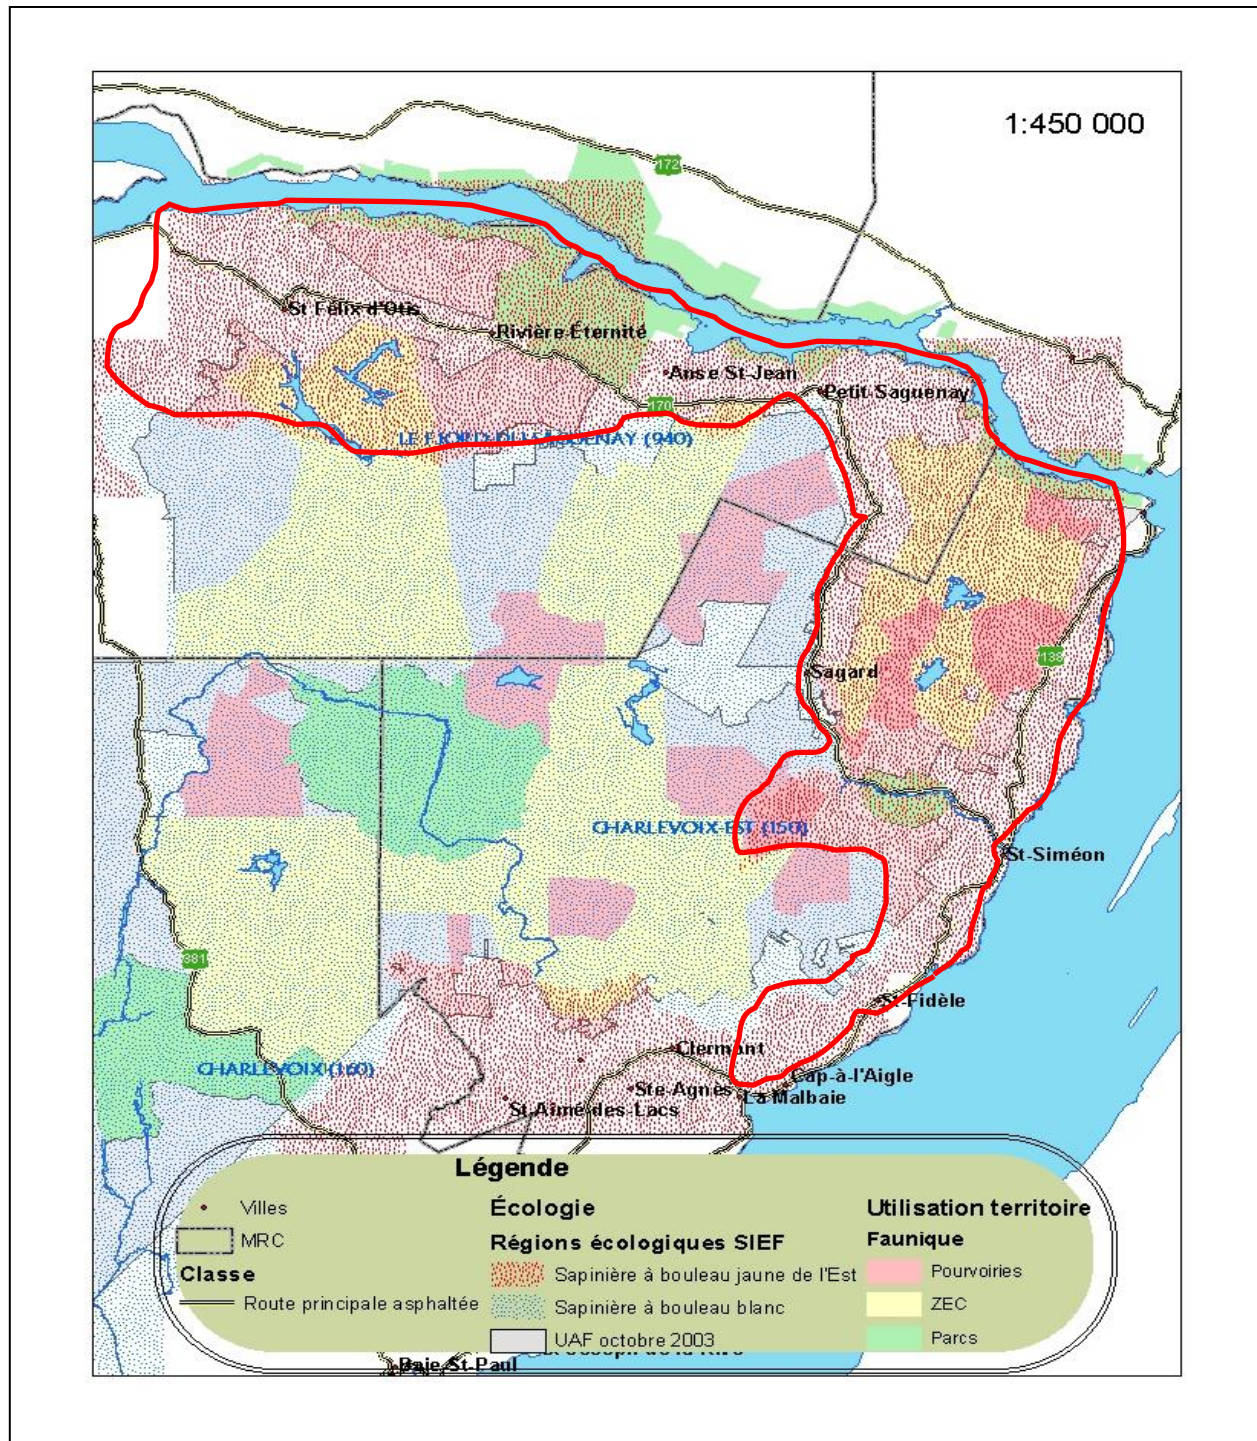 1:450 000
172
St Félix d'Otis
Rivière Éternité
Anse St-Jean
Petit Saguenay
170
LE FJORD-DU-SAGUENAY (940)
Sagard
138
CHARLEVOIX-EST (150)
St-Siméon
381
St-Fidèle
Clermont
CHARLEVOIX (160)
Cap-à-l'Aigle
Ste-Agnès
La Malbaie
St-Aimé-des-Lacs
Légende
Villes
MRC
Classe
Route principale asphaltée
Écologie
Régions écologiques SIEF
Sapinière à bouleau jaune de l'Est
Sapinière à bouleau blanc
UAF octobre 2003
Utilisation territoire
Faunique
Pourvoiries
ZEC
Parcs
Baie-St-Paul